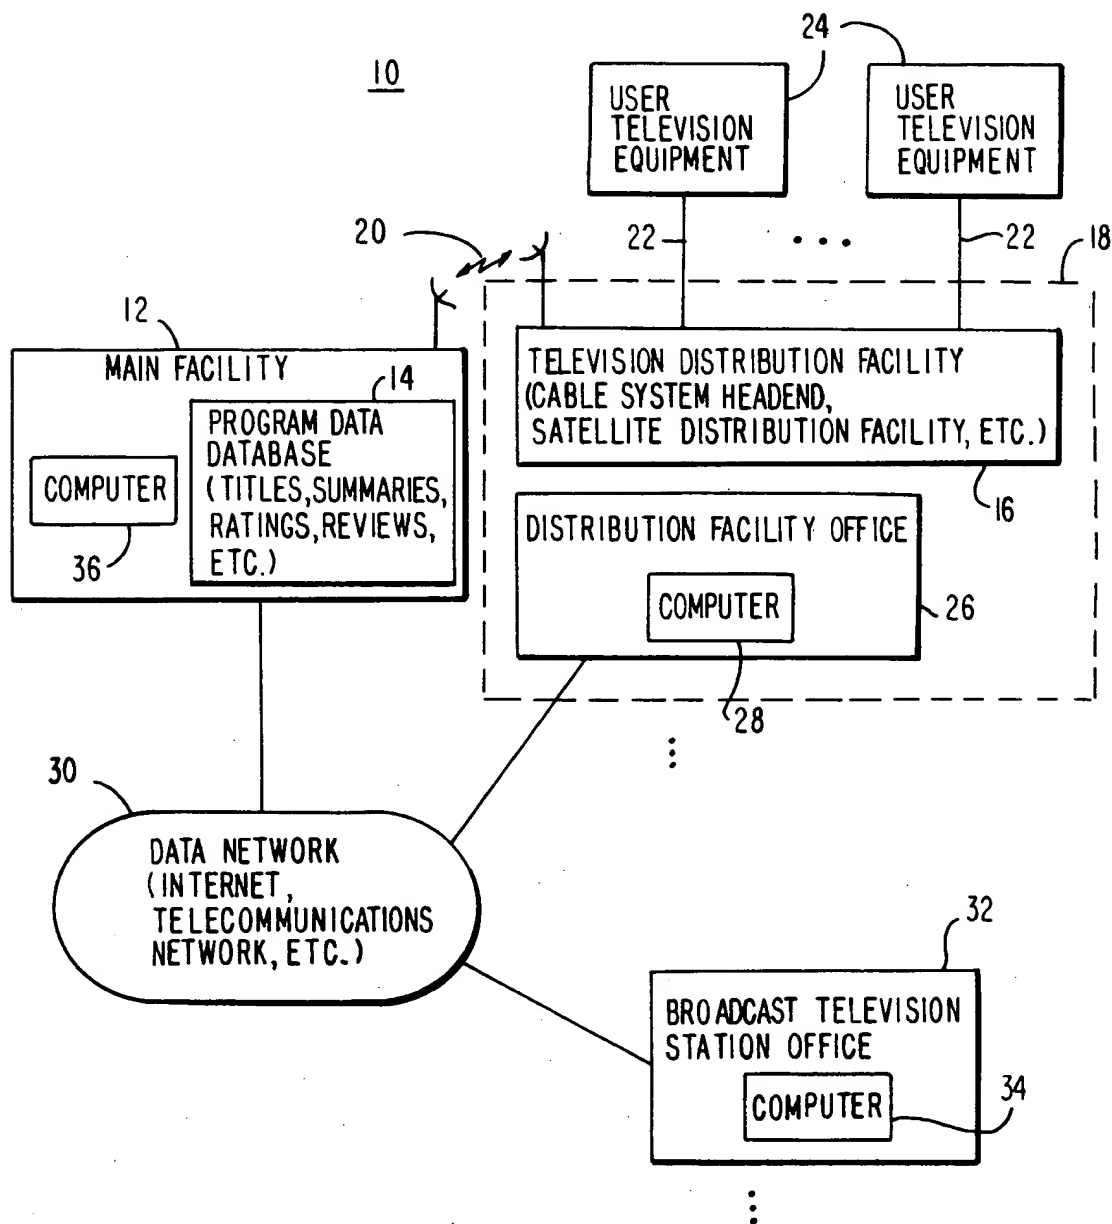 10
24
USER
TELEVISION
EQUIPMENT
USER
TELEVISION
EQUIPMENT
20
22
22
18
12
MAIN FACILITY
14
PROGRAM DATA
DATABASE
(TITLES, SUMMARIES,
RATINGS, REVIEWS,
ETC.)
COMPUTER
36
TELEVISION DISTRIBUTION FACILITY
(CABLE SYSTEM HEADEND,
SATELLITE DISTRIBUTION FACILITY, ETC.)
16
DISTRIBUTION FACILITY OFFICE
COMPUTER
26
28
30
DATA NETWORK
(INTERNET,
TELECOMMUNICATIONS
NETWORK, ETC.)
32
BROADCAST TELEVISION
STATION OFFICE
COMPUTER
34